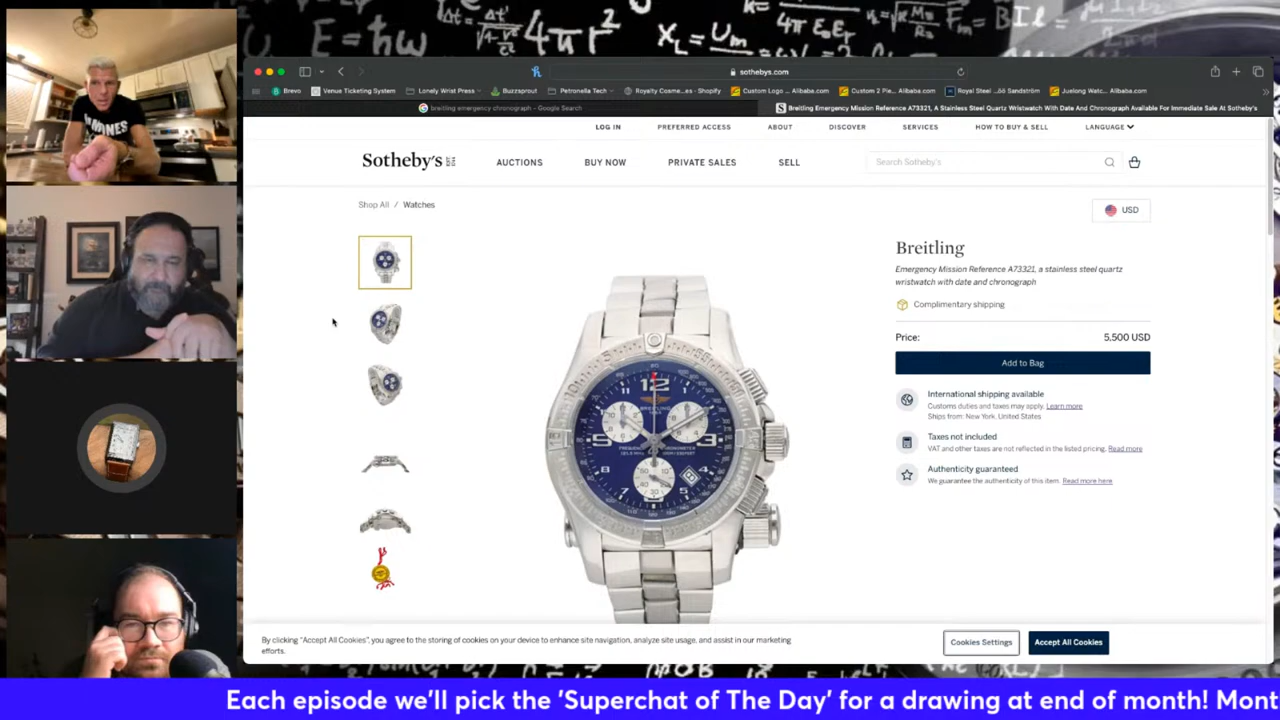 E = ħω
4πr²
sothebys.com
Brevo
Venue Ticketing System
Lonely Wrist Press
Buzzsprout
Petronella Tech
Royalty Cosme...es - Shopify
Custom Logo ... Alibaba.com
Custom 2 Pie... Alibaba.com
Royal Steel ...öö Sandström
Juelong Watc... Alibaba.com
breitling emergency chronograph - Google Search
Breitling Emergency Mission Reference A73321, A Stainless Steel Quartz Wristwatch With Date And Chronograph Available For Immediate Sale At Sotheby's
LOG IN
PREFERRED ACCESS
ABOUT
DISCOVER
SERVICES
HOW TO BUY & SELL
LANGUAGE
Sotheby's
AUCTIONS
BUY NOW
PRIVATE SALES
SELL
Search Sotheby's
Shop All / Watches
USD
Breitling
Emergency Mission Reference A73321, a stainless steel quartz
wristwatch with date and chronograph
Complimentary shipping
Price:
5,500 USD
Add to Bag
International shipping available
Customs duties and taxes may apply. Learn more
Ships from: New York, United States
Taxes not included
VAT and other taxes are not reflected in the listed pricing. Read more
Authenticity guaranteed
We guarantee the authenticity of this item. Read more here
12
BREITLING
By clicking "Accept All Cookies", you agree to the storing of cookies on your device to enhance site navigation, analyze site usage, and assist in our marketing
efforts.
Cookies Settings
Accept All Cookies
Each episode we'll pick the 'Superchat of The Day' for a drawing at end of month! Mont